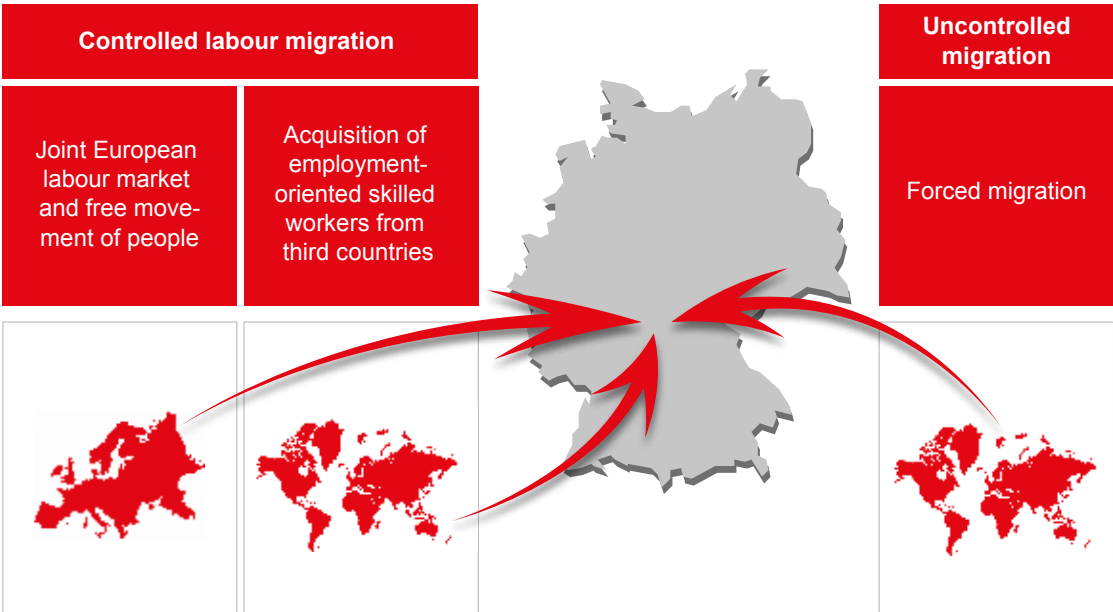 Controlled labour migration
Uncontrolled
migration
Joint European
labour market
and free move-
ment of people
Acquisition of
employment-
oriented skilled
workers from
third countries
Forced migration